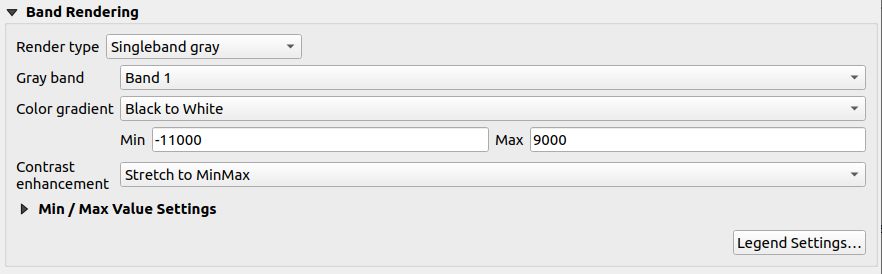 Band Rendering
Render type Singleband gray
Gray band Band 1
Color gradient Black to White
Min -11000 Max 9000
Contrast
enhancement Stretch to MinMax
Min / Max Value Settings
Legend Settings...